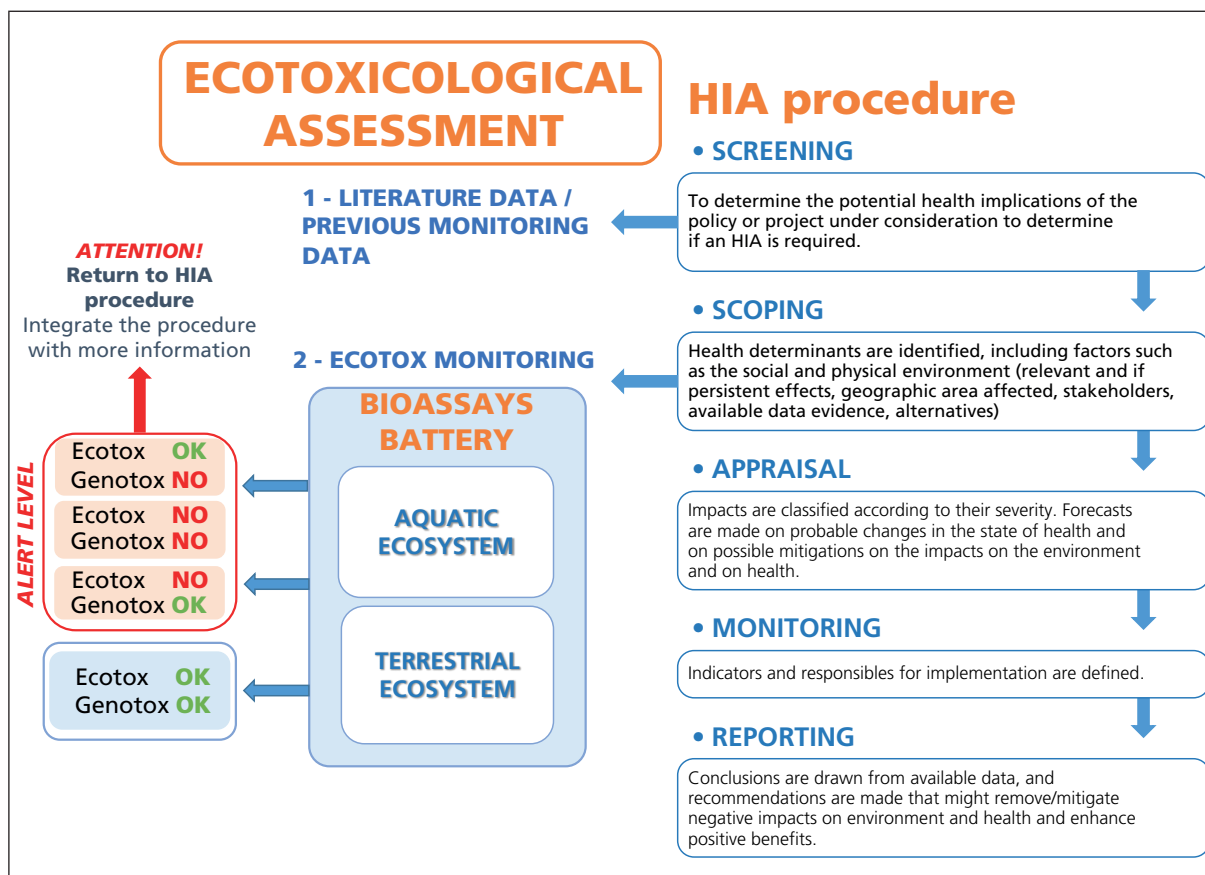 ECOTOXICOLOGICAL
ASSESSMENT
1 - LITERATURE DATA /
PREVIOUS MONITORING
DATA
ATTENTION!
Return to HIA
procedure
Integrate the procedure
with more information
2 - ECOTOX MONITORING
BIOASSAYS
BATTERY
AQUATIC
ECOSYSTEM
TERRESTRIAL
ECOSYSTEM
ALERT LEVEL
Ecotox OK
Genotox NO
Ecotox NO
Genotox NO
Ecotox NO
Genotox OK
Ecotox OK
Genotox OK
HIA procedure
• SCREENING
To determine the potential health implications of the
policy or project under consideration to determine
if an HIA is required.
• SCOPING
Health determinants are identified, including factors such
as the social and physical environment (relevant and if
persistent effects, geographic area affected, stakeholders,
available data evidence, alternatives)
• APPRAISAL
Impacts are classified according to their severity. Forecasts
are made on probable changes in the state of health and
on possible mitigations on the impacts on the environment
and on health.
• MONITORING
Indicators and responsibles for implementation are defined.
• REPORTING
Conclusions are drawn from available data, and
recommendations are made that might remove/mitigate
negative impacts on environment and health and enhance
positive benefits.